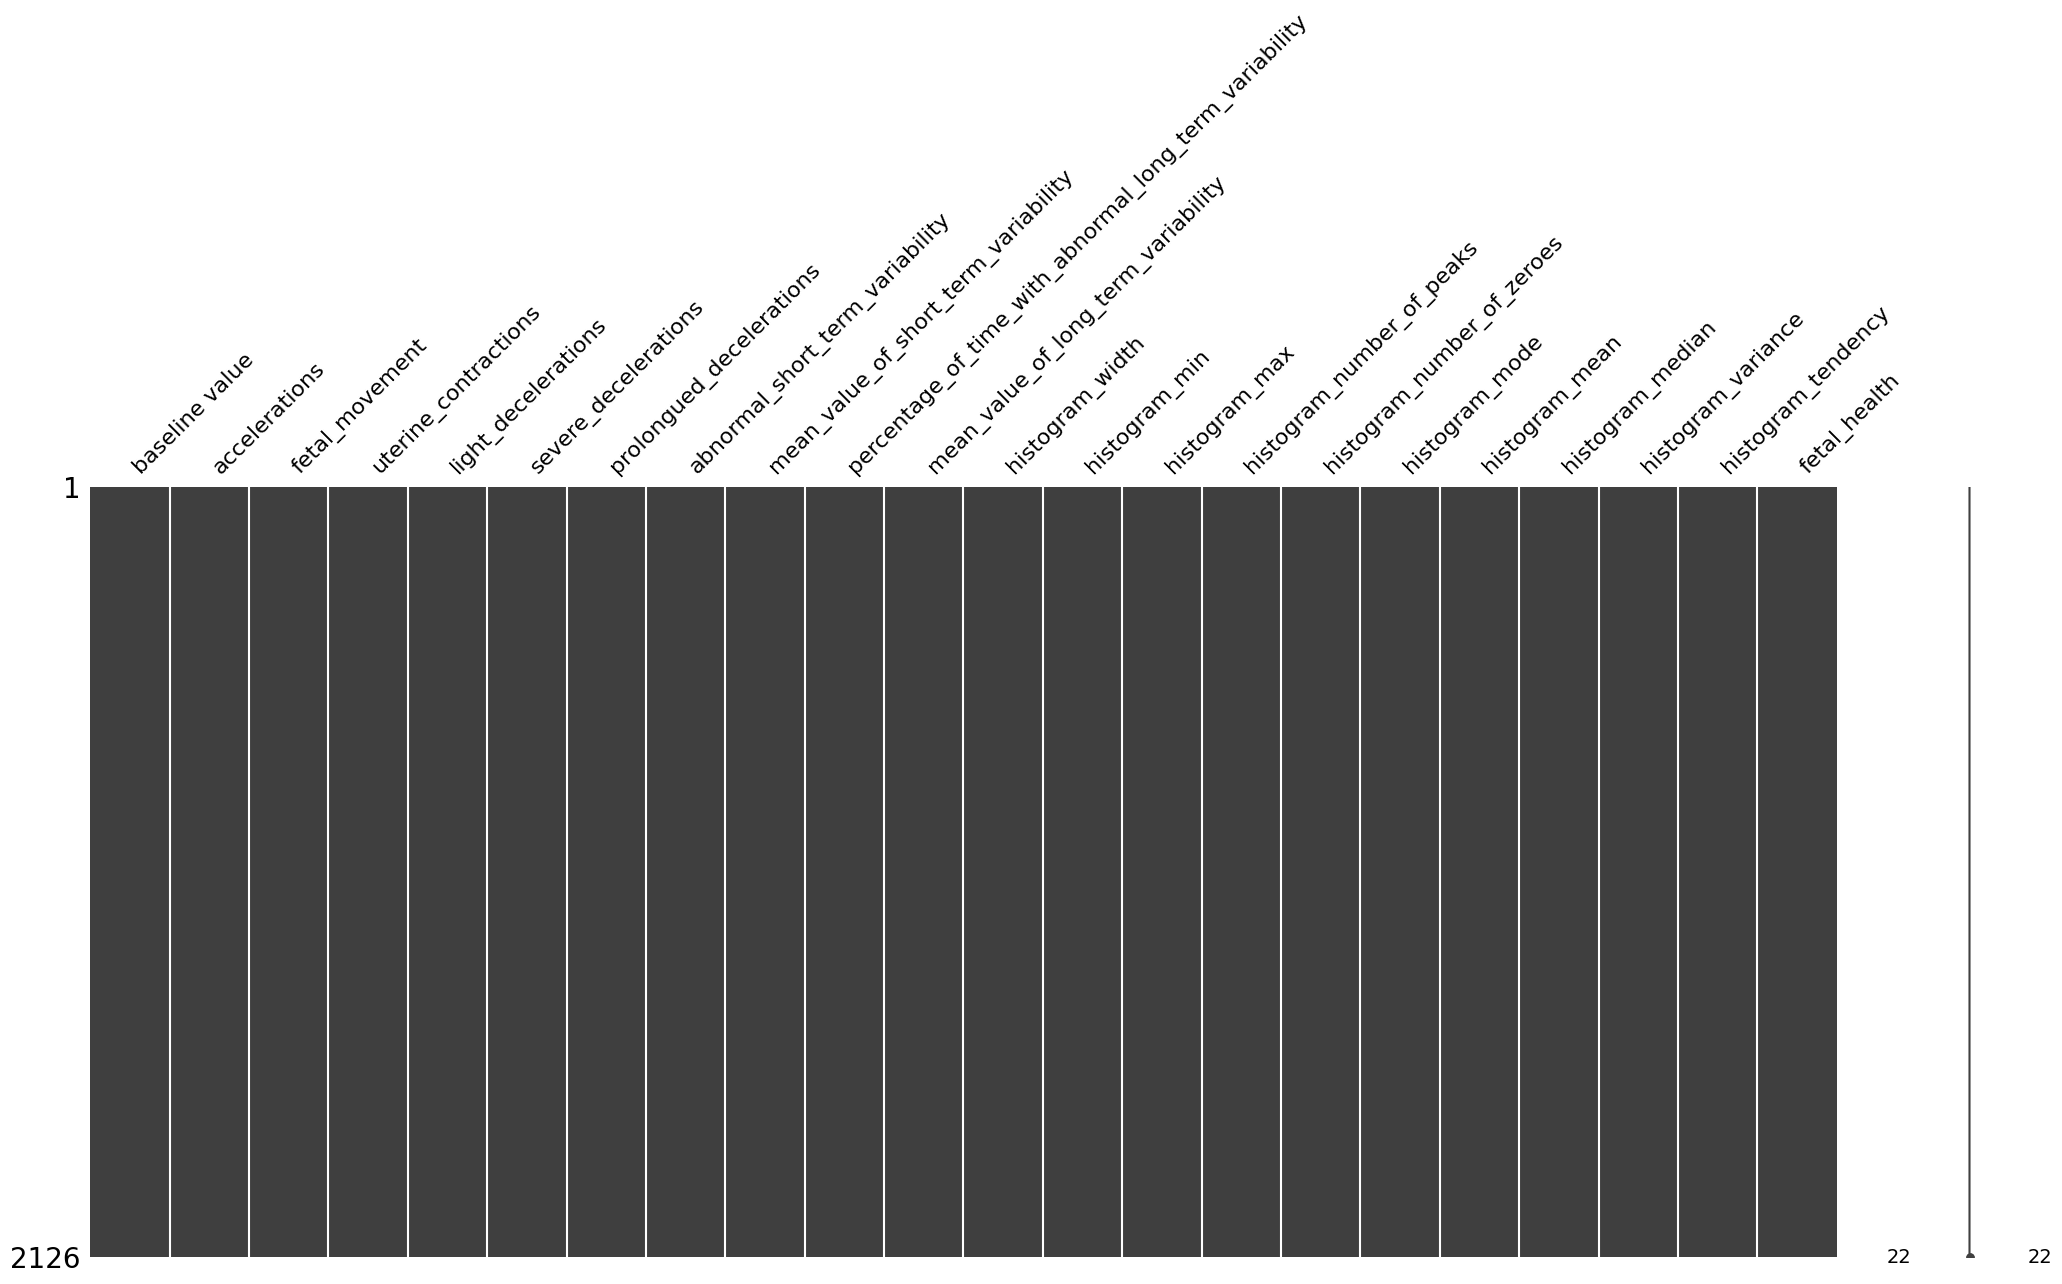 baseline value
accelerations
fetal_movement
uterine_contractions
light_decelerations
severe_decelerations
prolongued_decelerations
abnormal_short_term_variability
mean_value_of_short_term_variability
percentage_of_time_with_abnormal_long_term_variability
mean_value_of_long_term_variability
histogram_width
histogram_min
histogram_max
histogram_number_of_peaks
histogram_number_of_zeroes
histogram_mode
histogram_mean
histogram_median
histogram_variance
histogram_tendency
fetal_health
1
2126
22
22